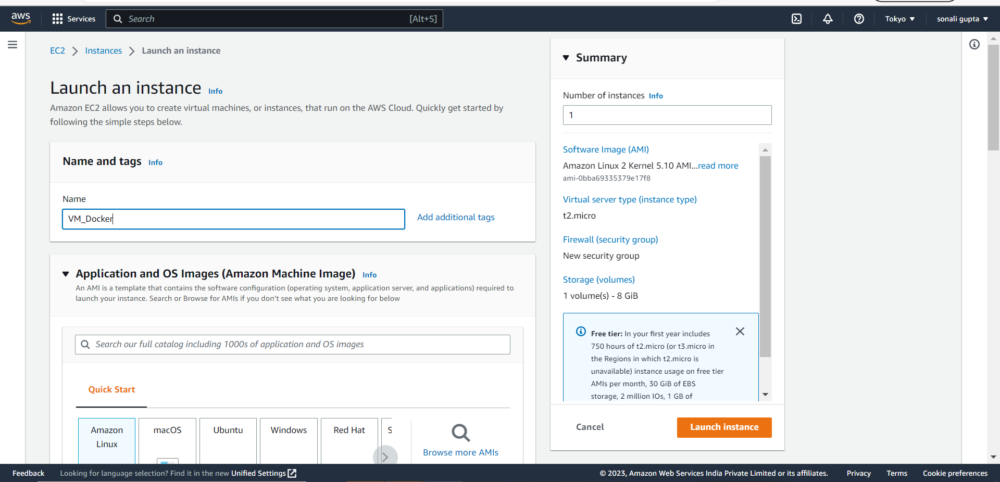 aws
Services
Search
[Alt+S]
Tokyo ▼
sonali gupta ▼
EC2 > Instances > Launch an instance
Launch an instance Info
Amazon EC2 allows you to create virtual machines, or instances, that run on the AWS Cloud. Quickly get started by
following the simple steps below.
Name and tags Info
Name
VM_Docker
Add additional tags
Application and OS Images (Amazon Machine Image) Info
An AMI is a template that contains the software configuration (operating system, application server, and applications) required to
launch your instance. Search or Browse for AMIs if you don’t see what you are looking for below
Search our full catalog including 1000s of application and OS images
Quick Start
Amazon
Linux
macOS
Ubuntu
Windows
Red Hat
S
Browse more AMIs
Summary
Number of instances Info
1
Software Image (AMI)
Amazon Linux 2 Kernel 5.10 AMI...read more
ami-0bba69335379e17f8
Virtual server type (instance type)
t2.micro
Firewall (security group)
New security group
Storage (volumes)
1 volume(s) - 8 GiB
Free tier: In your first year includes
750 hours of t2.micro (or t3.micro in
the Regions in which t2.micro is
unavailable) instance usage on free tier
AMIs per month, 30 GiB of EBS
storage, 2 million IOs, 1 GB of
Cancel
Launch instance
Feedback
Looking for language selection? Find it in the new Unified Settings
© 2023, Amazon Web Services India Private Limited or its affiliates.
Privacy
Terms
Cookie preferences